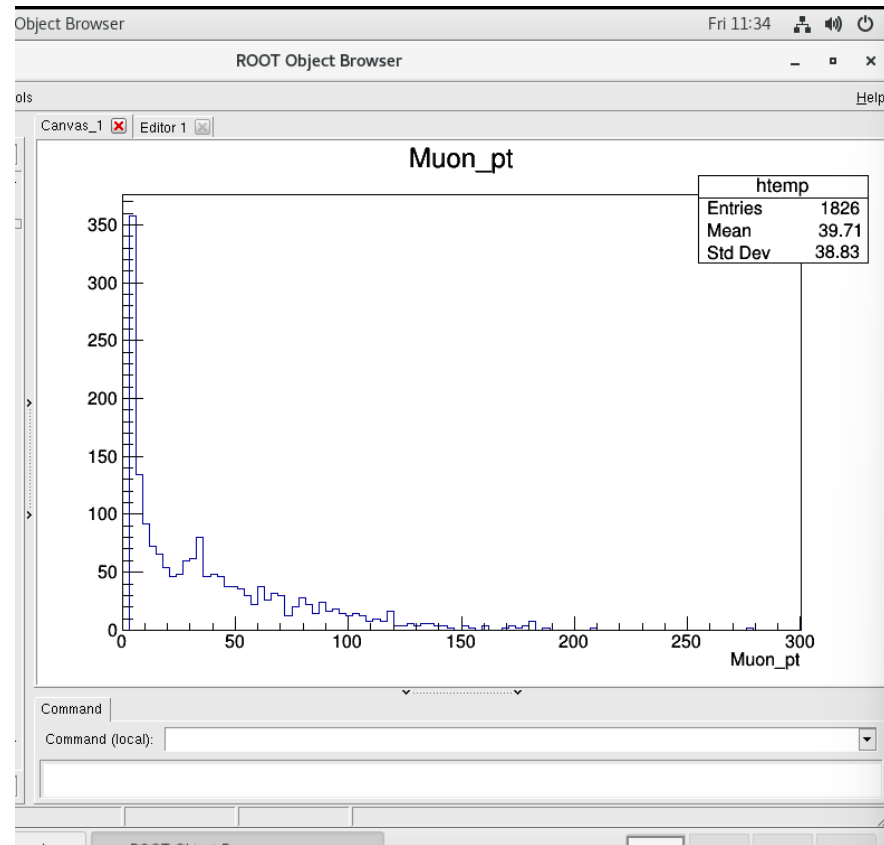 Object Browser Fri 11:34
ROOT Object Browser
ols Help
Canvas_1 Editor 1
Muon_pt
htemp
Entries 1826
Mean 39.71
Std Dev 38.83
350
300
250
200
150
100
50
0
0 50 100 150 200 250 300
Muon_pt
Command
Command (local):